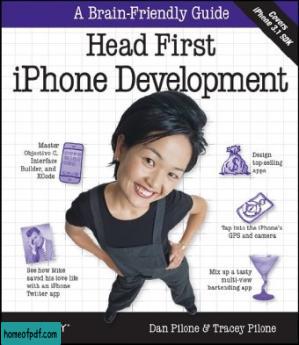 A Brain-Friendly Guide
Head First
iPhone Development
Covers
iPhone 3.1 SDK
Master
Objective C,
Interface
Builder, and
XCode
Design
top-selling
apps
Tap into the iPhone's
GPS and camera
See how Mike
saved his love life
with an iPhone
Twitter app
Mix up a tasty
multi-view
bartending app
homeofpdf.com
Dan Pilone & Tracey Pilone